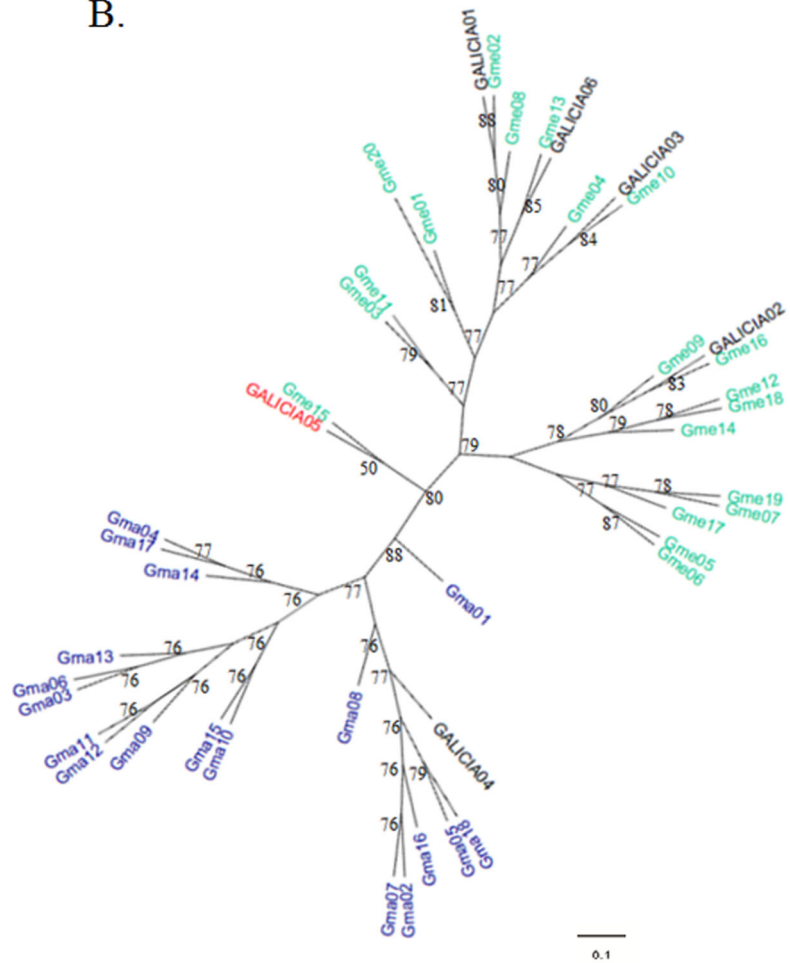 B.
GALICIA01
Gme02
88
Gme08
80
Gme13
GALICIA06
85
77
Gme04
GALICIA03
Gme10
84
77
77
Gme20
Gme01
81
77
Gme11
Gme03
79
77
Gme15
GALICIA05
50
79
80
Gme09
GALICIA02
Gme16
83
80
Gme12
Gme18
78
79
Gme14
78
77
77
78
Gme19
Gme07
Gme17
87
Gme05
Gme06
88
Gma01
77
Gma04
Gma17
77
Gma14
76
76
Gma13
76
Gma06
Gma03
76
76
76
Gma11
Gma12
76
Gma09
76
Gma15
Gma10
76
Gma08
77
GALICIA04
76
76
79
76
Gma16
Gma05
Gma18
Gma07
Gma02
0.1